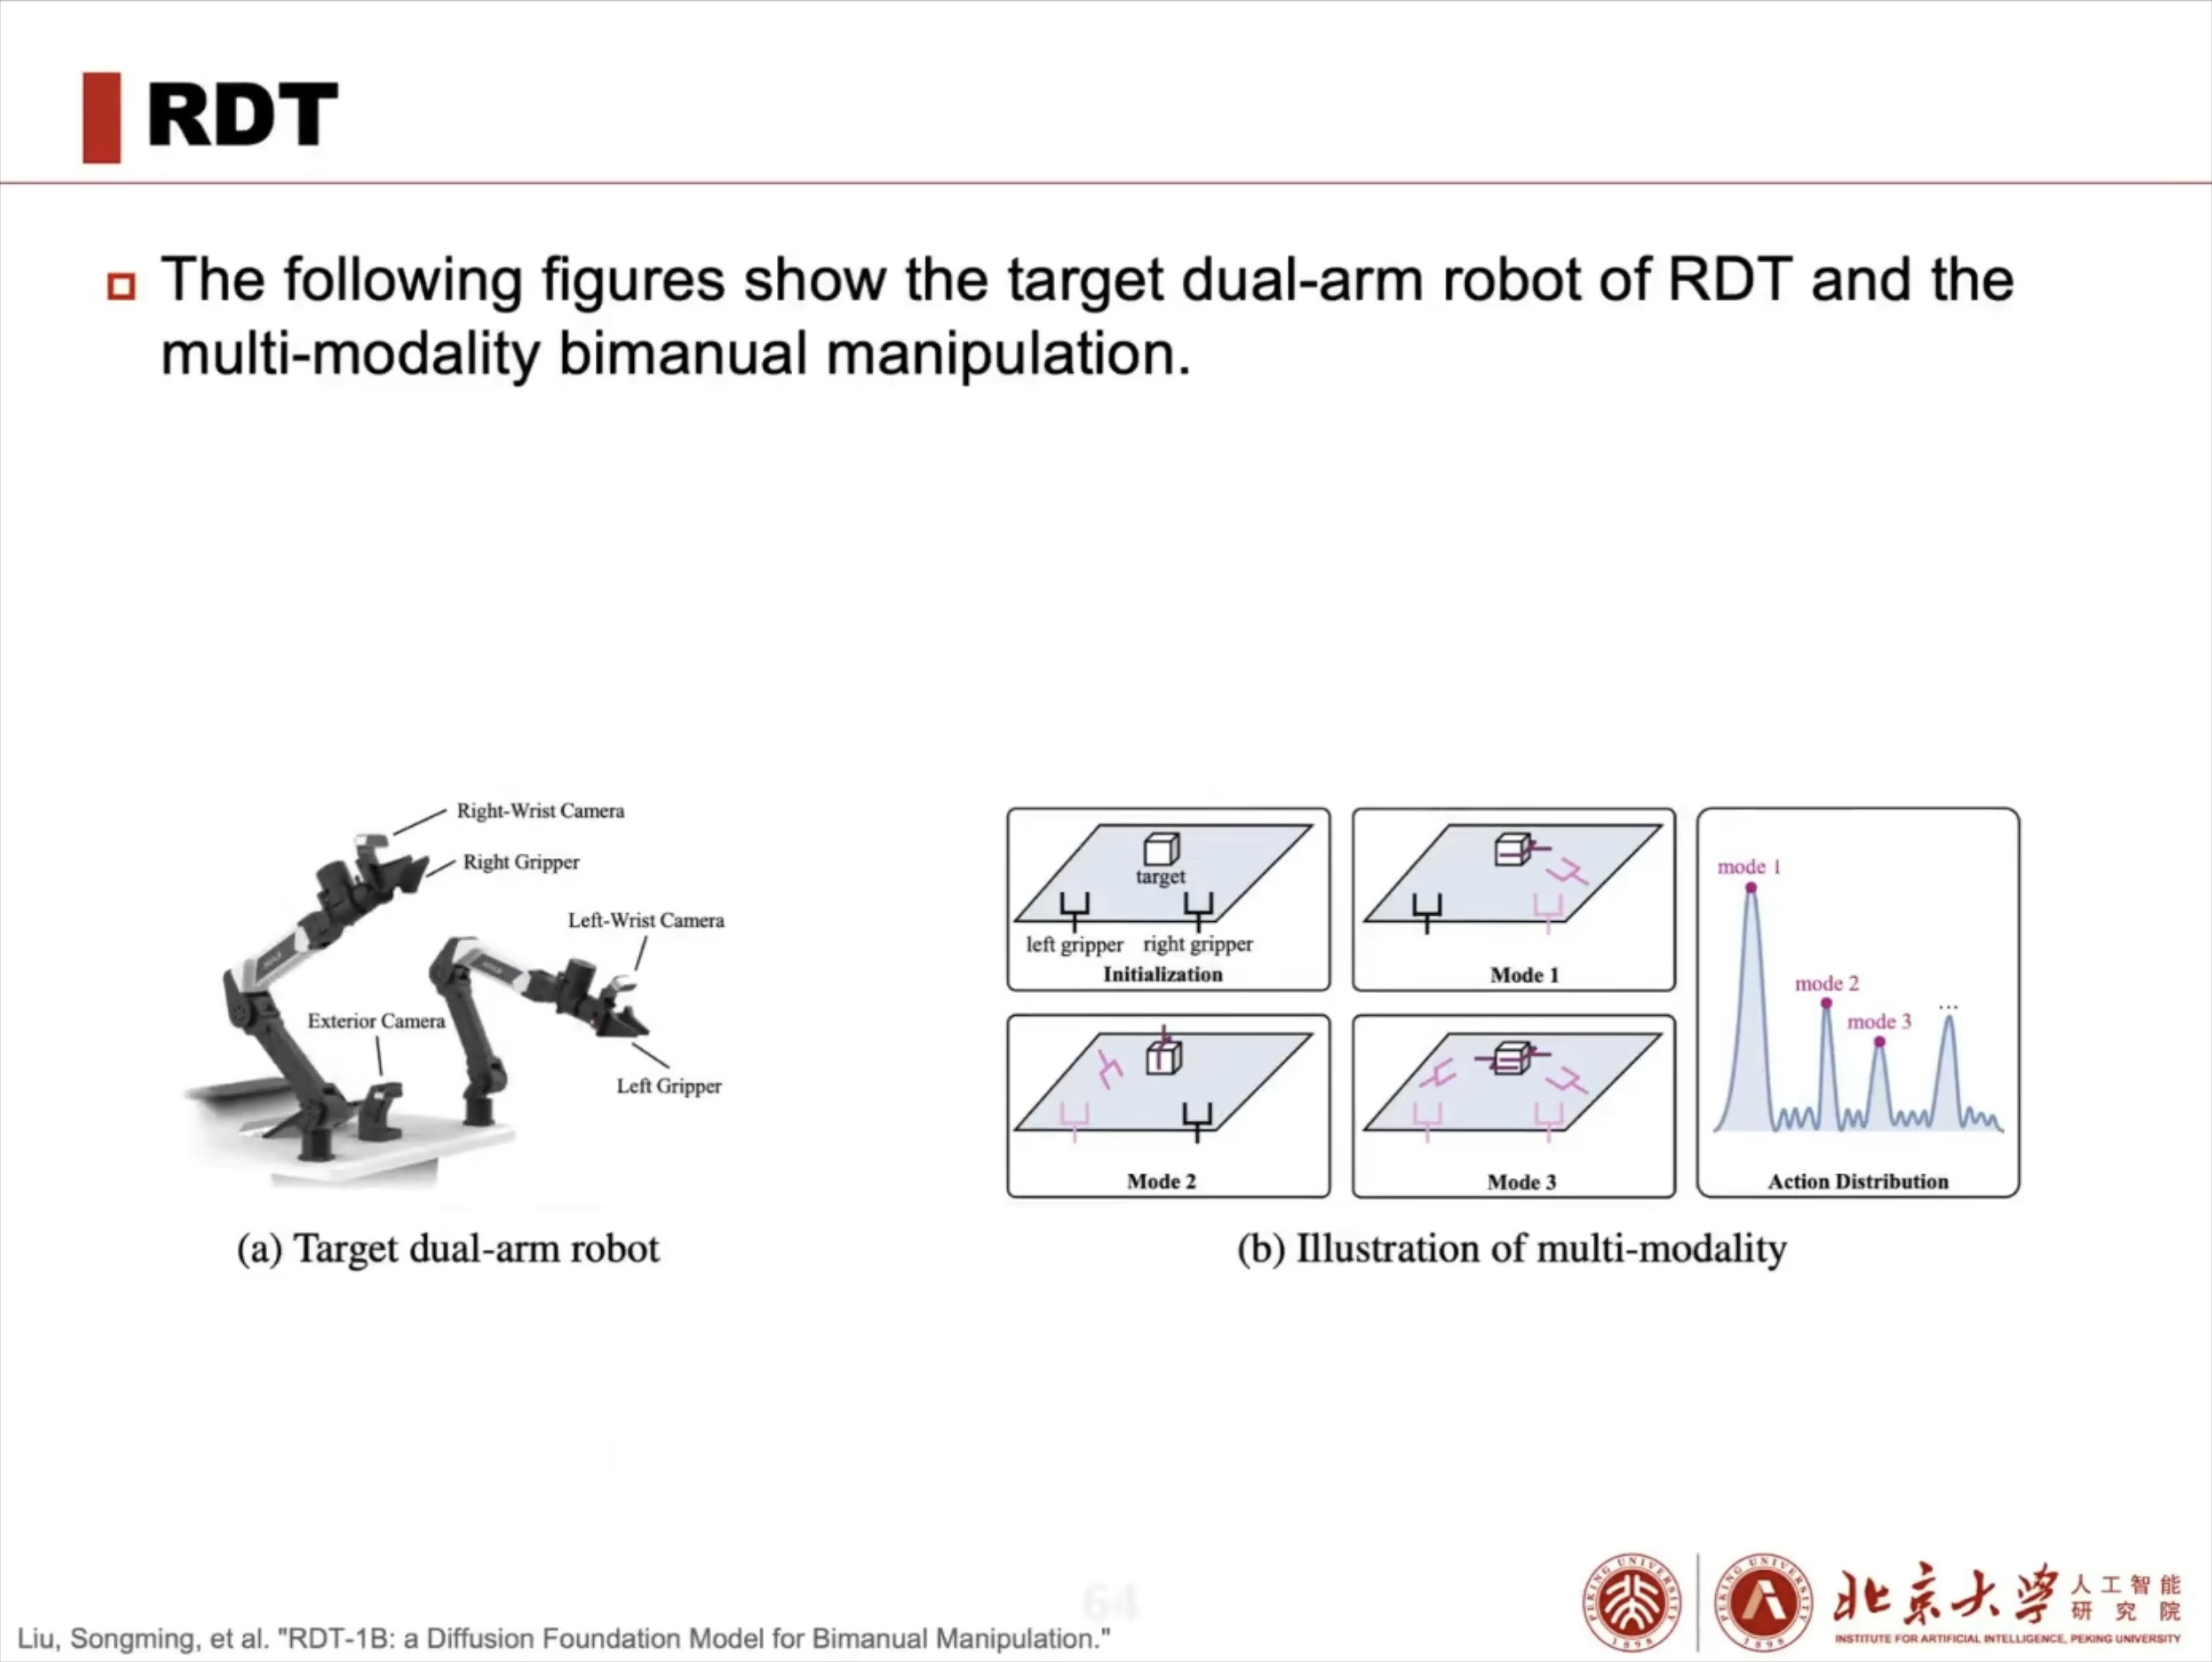 RDT
The following figures show the target dual-arm robot of RDT and the
multi-modality bimanual manipulation.
Right-Wrist Camera
Right Gripper
Left-Wrist Camera
Exterior Camera
Left Gripper
(a) Target dual-arm robot
target
left gripper right gripper
Initialization
Mode 1
Mode 2
Mode 3
mode 1
mode 2
mode 3
...
Action Distribution
(b) Illustration of multi-modality
64
Liu, Songming, et al. "RDT-1B: a Diffusion Foundation Model for Bimanual Manipulation."
PEKING UNIVERSITY
1898
PEKING UNIVERSITY
1898
北京大学
人工智能
研究院
INSTITUTE FOR ARTIFICIAL INTELLIGENCE, PEKING UNIVERSITY